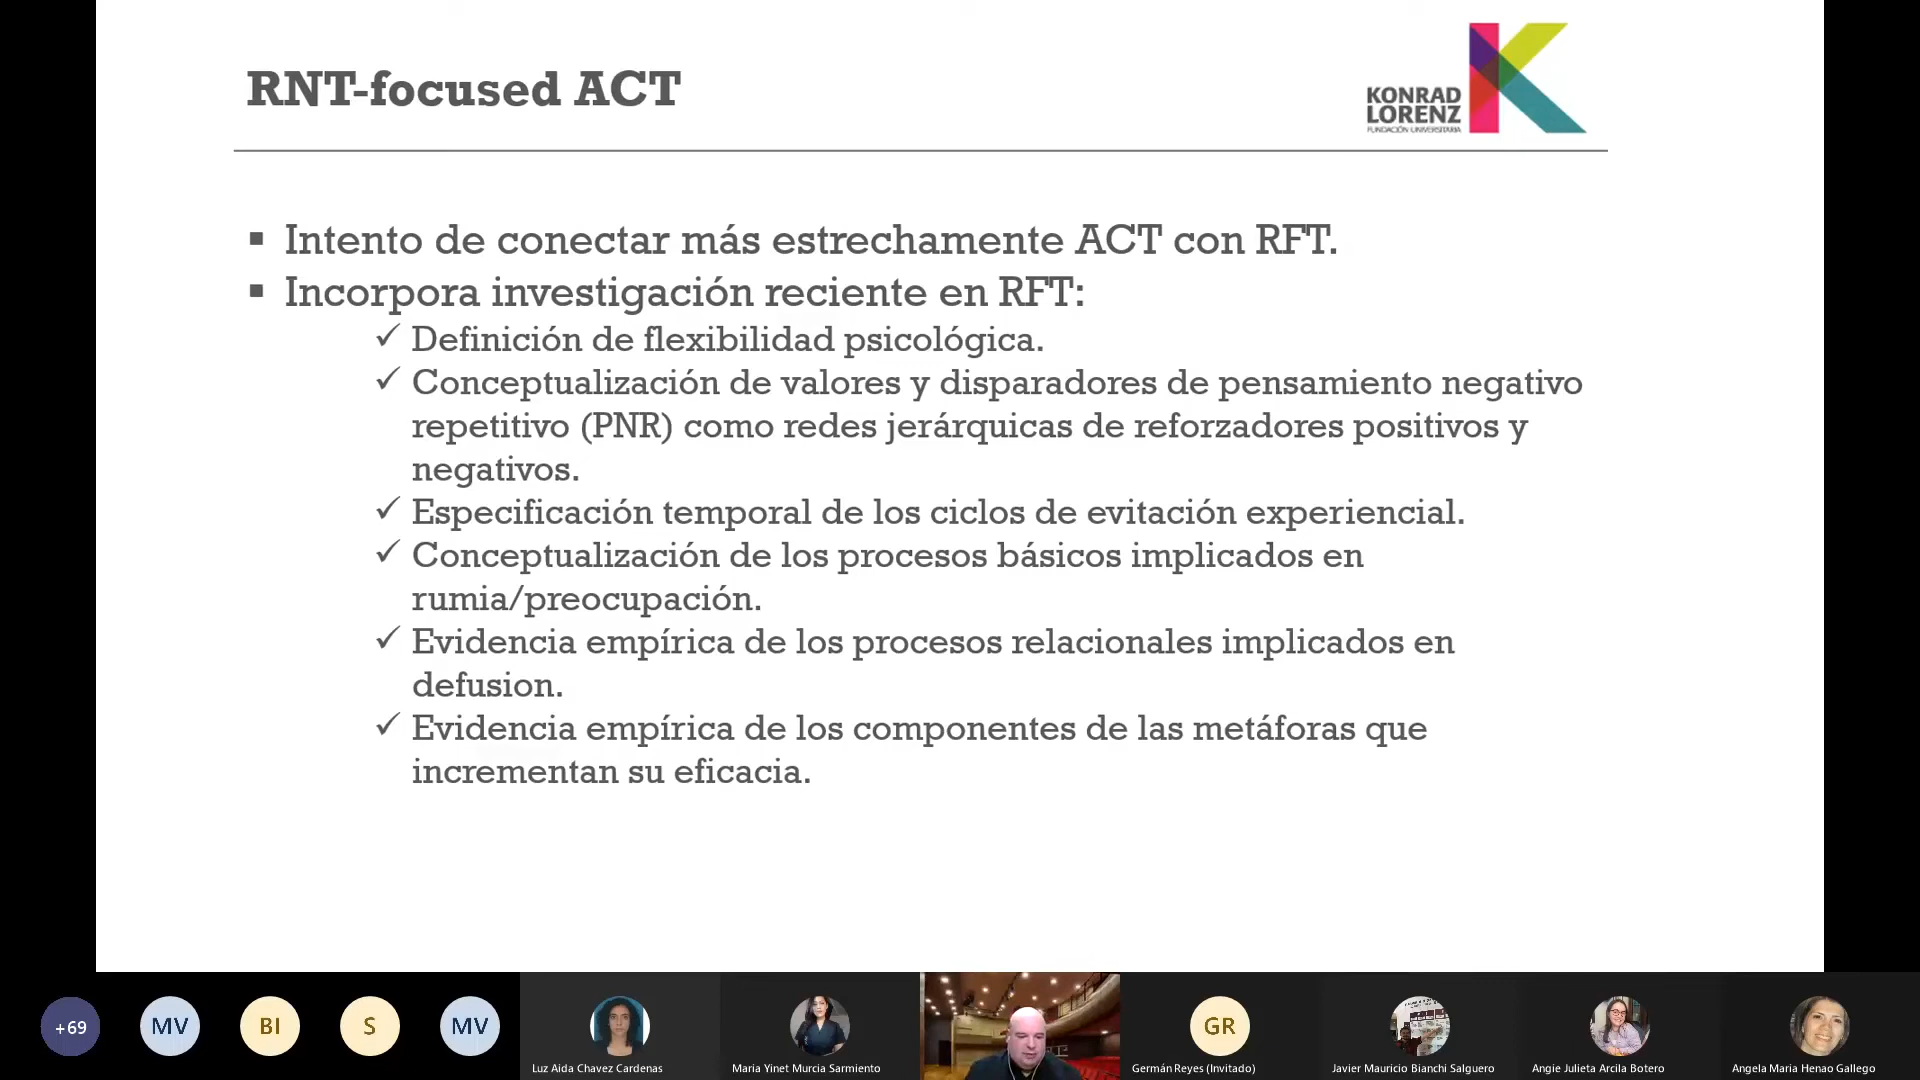 RNT-focused ACT
KONRAD
LORENZ
FUNDACIÓN UNIVERSITARIA
▪ Intento de conectar más estrechamente ACT con RFT.
▪ Incorpora investigación reciente en RFT:
✓ Definición de flexibilidad psicológica.
✓ Conceptualización de valores y disparadores de pensamiento negativo
repetitivo (PNR) como redes jerárquicas de reforzadores positivos y
negativos.
✓ Especificación temporal de los ciclos de evitación experiencial.
✓ Conceptualización de los procesos básicos implicados en
rumia/preocupación.
✓ Evidencia empírica de los procesos relacionales implicados en
defusion.
✓ Evidencia empírica de los componentes de las metáforas que
incrementan su eficacia.
+69
MV
BI
S
MV
GR
Luz Aida Chavez Cardenas
Maria Yinet Murcia Sarmiento
Germán Reyes (Invitado)
Javier Mauricio Bianchi Salguero
Angie Julieta Arcila Botero
Angela Maria Henao Gallego